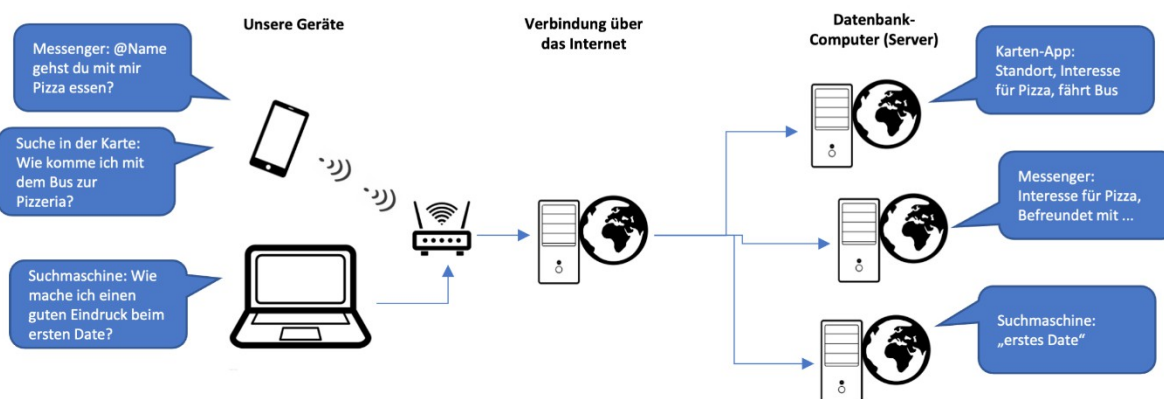 Unsere Geräte
Verbindung über
das Internet
Datenbank-
Computer (Server)
Messenger: @Name
gehst du mit mir
Pizza essen?
Suche in der Karte:
Wie komme ich mit
dem Bus zur
Pizzeria?
Suchmaschine: Wie
mache ich einen
guten Eindruck beim
ersten Date?
Karten-App:
Standort, Interesse
für Pizza, fährt Bus
Messenger:
Interesse für Pizza,
Befreundet mit ...
Suchmaschine:
„erstes Date“